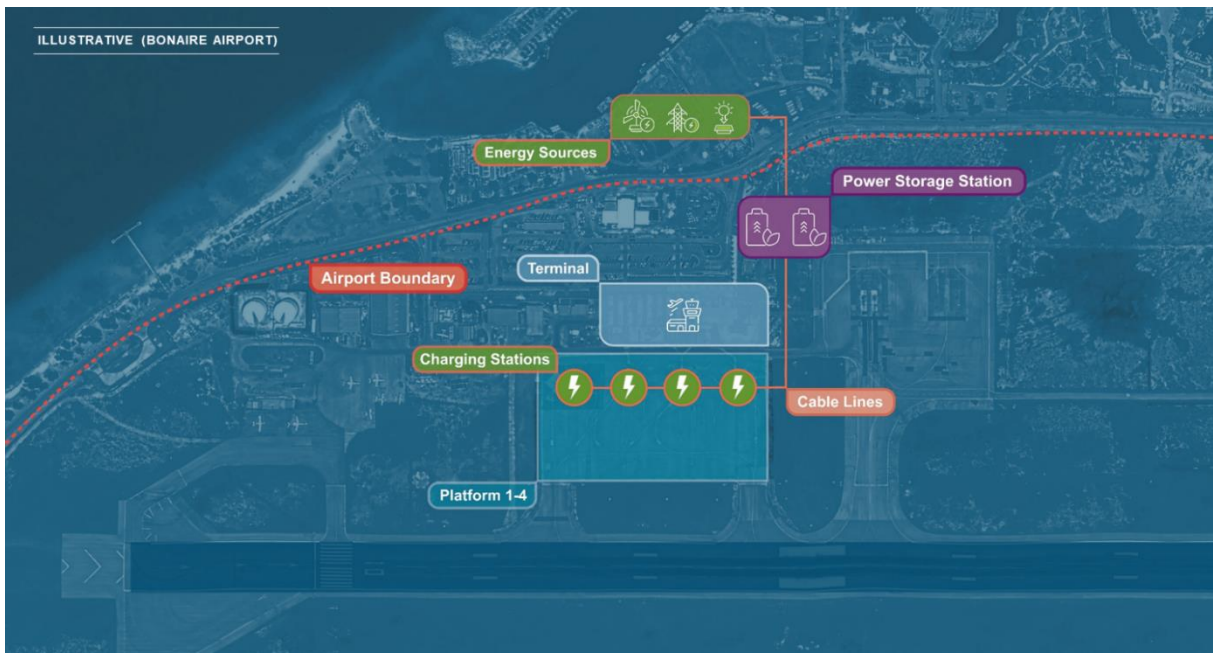 ILLUSTRATIVE (BONAIRE AIRPORT)
Energy Sources
Power Storage Station
Terminal
Airport Boundary
Charging Stations
Cable Lines
Platform 1-4